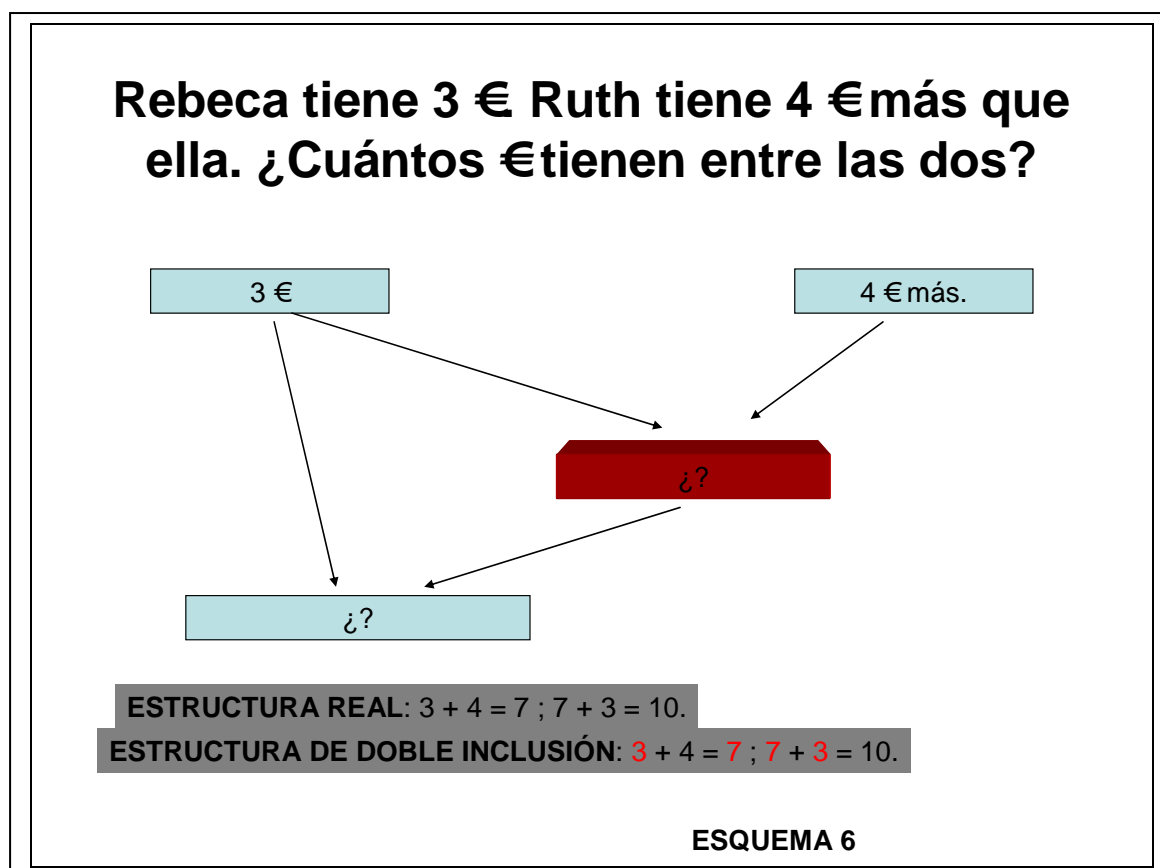 Rebeca tiene 3 € Ruth tiene 4 € más que
ella. ¿Cuántos € tienen entre las dos?
3 €
4 € más.
¿?
¿?
ESTRUCTURA REAL: 3 + 4 = 7 ; 7 + 3 = 10.
ESTRUCTURA DE DOBLE INCLUSIÓN: 3 + 4 = 7 ; 7 + 3 = 10.
ESQUEMA 6